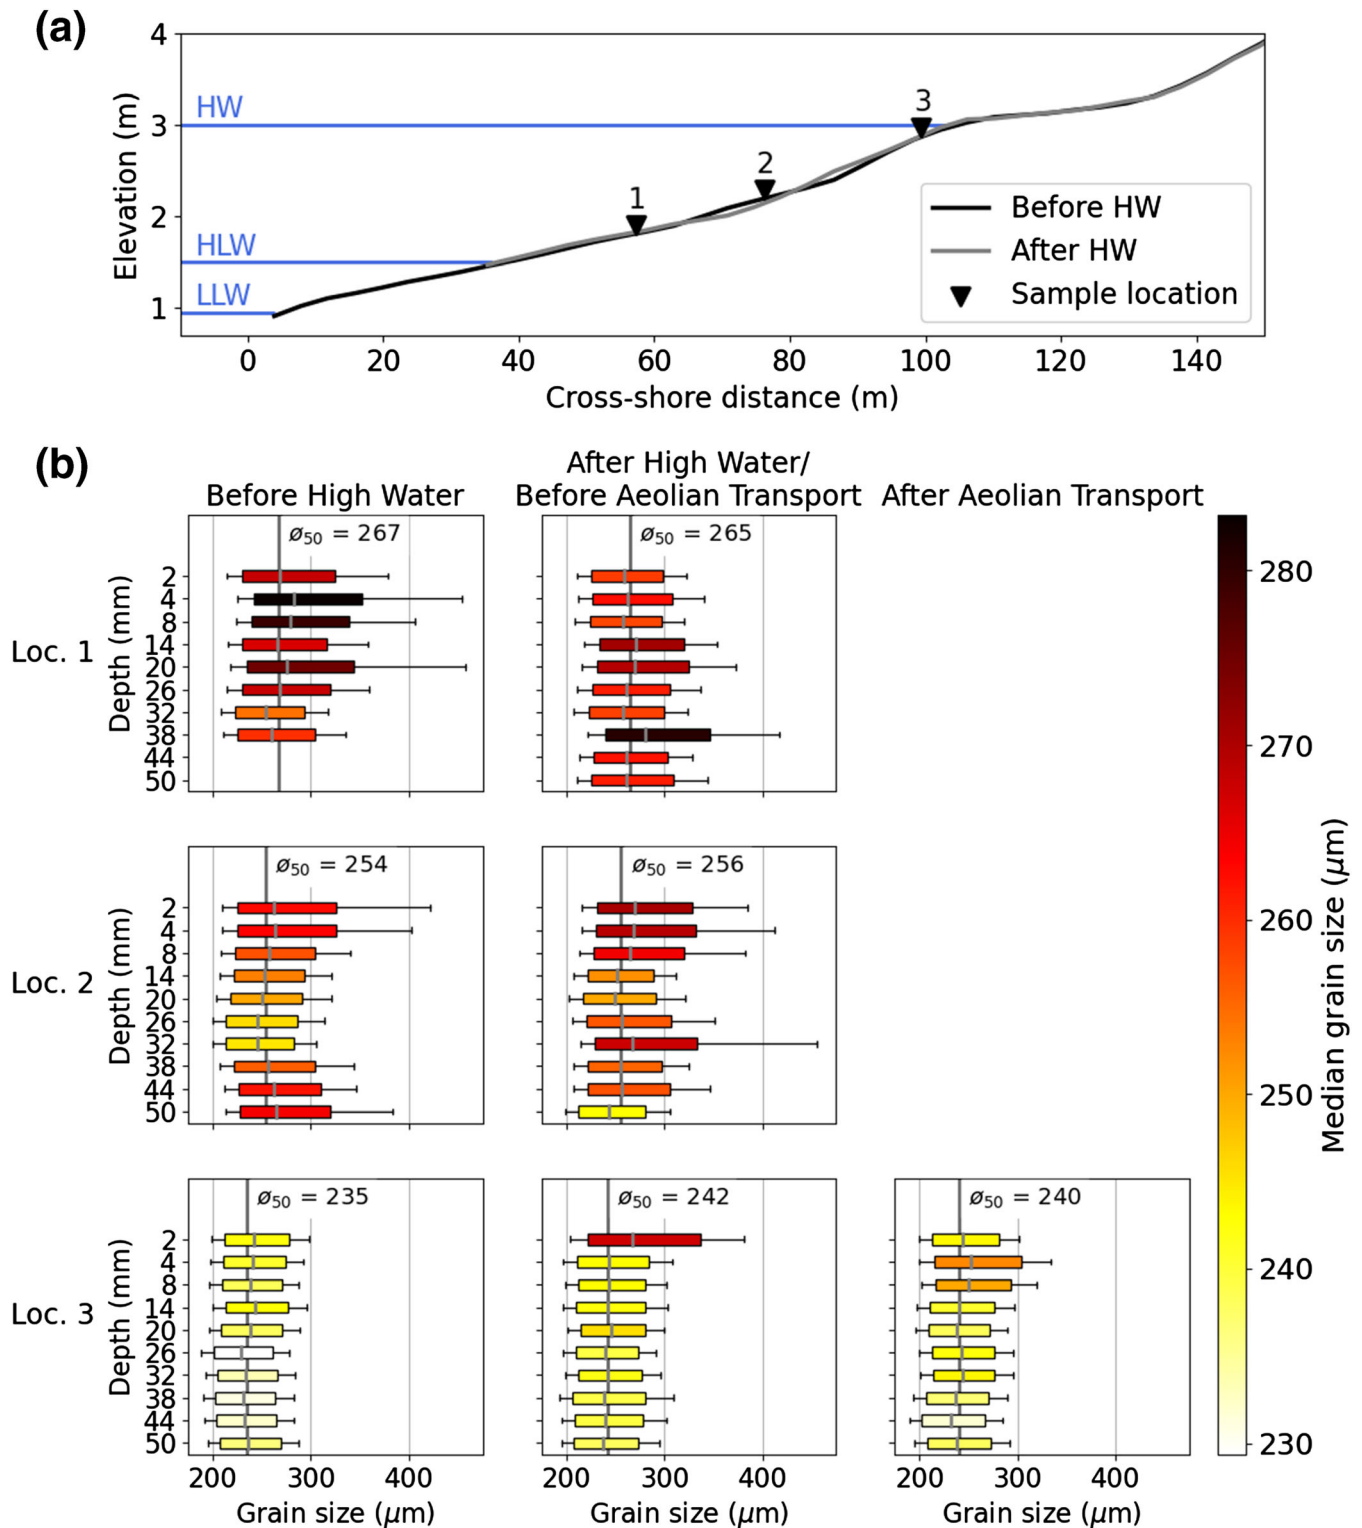 (a)
4
3
2
1
Elevation (m)
HW
HLW
LLW
1
2
3
Before HW
After HW
Sample location
0 20 40 60 80 100 120 140
Cross-shore distance (m)
(b)
Before High Water
After High Water/
Before Aeolian Transport
After Aeolian Transport
Loc. 1
Depth (mm)
2
4
8
14
20
26
32
38
44
50
ø50 = 267
ø50 = 265
Loc. 2
Depth (mm)
2
4
8
14
20
26
32
38
44
50
ø50 = 254
ø50 = 256
Loc. 3
Depth (mm)
2
4
8
14
20
26
32
38
44
50
ø50 = 235
ø50 = 242
ø50 = 240
200 300 400
Grain size (μm)
200 300 400
Grain size (μm)
200 300 400
Grain size (μm)
280
270
260
250
240
230
Median grain size (μm)